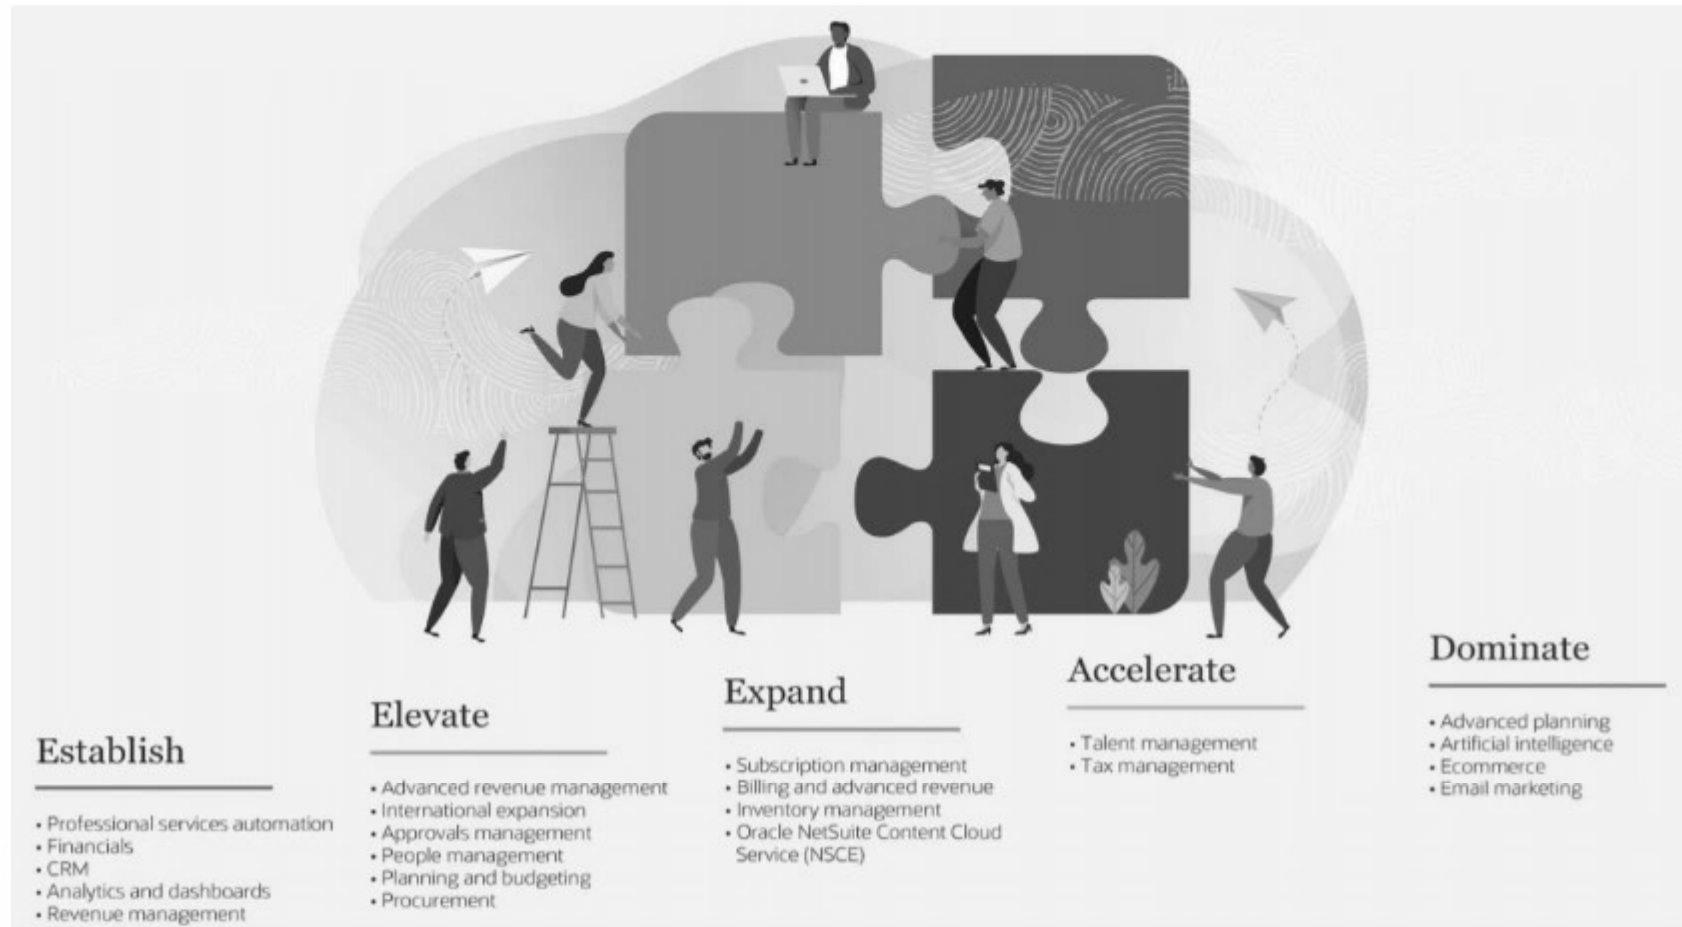 Establish
• Professional services automation
• Financials
• CRM
• Analytics and dashboards
• Revenue management
Elevate
• Advanced revenue management
• International expansion
• Approvals management
• People management
• Planning and budgeting
• Procurement
Expand
• Subscription management
• Billing and advanced revenue
• Inventory management
• Oracle NetSuite Content Cloud
Service (NSCE)
Accelerate
• Talent management
• Tax management
Dominate
• Advanced planning
• Artificial intelligence
• Ecommerce
• Email marketing